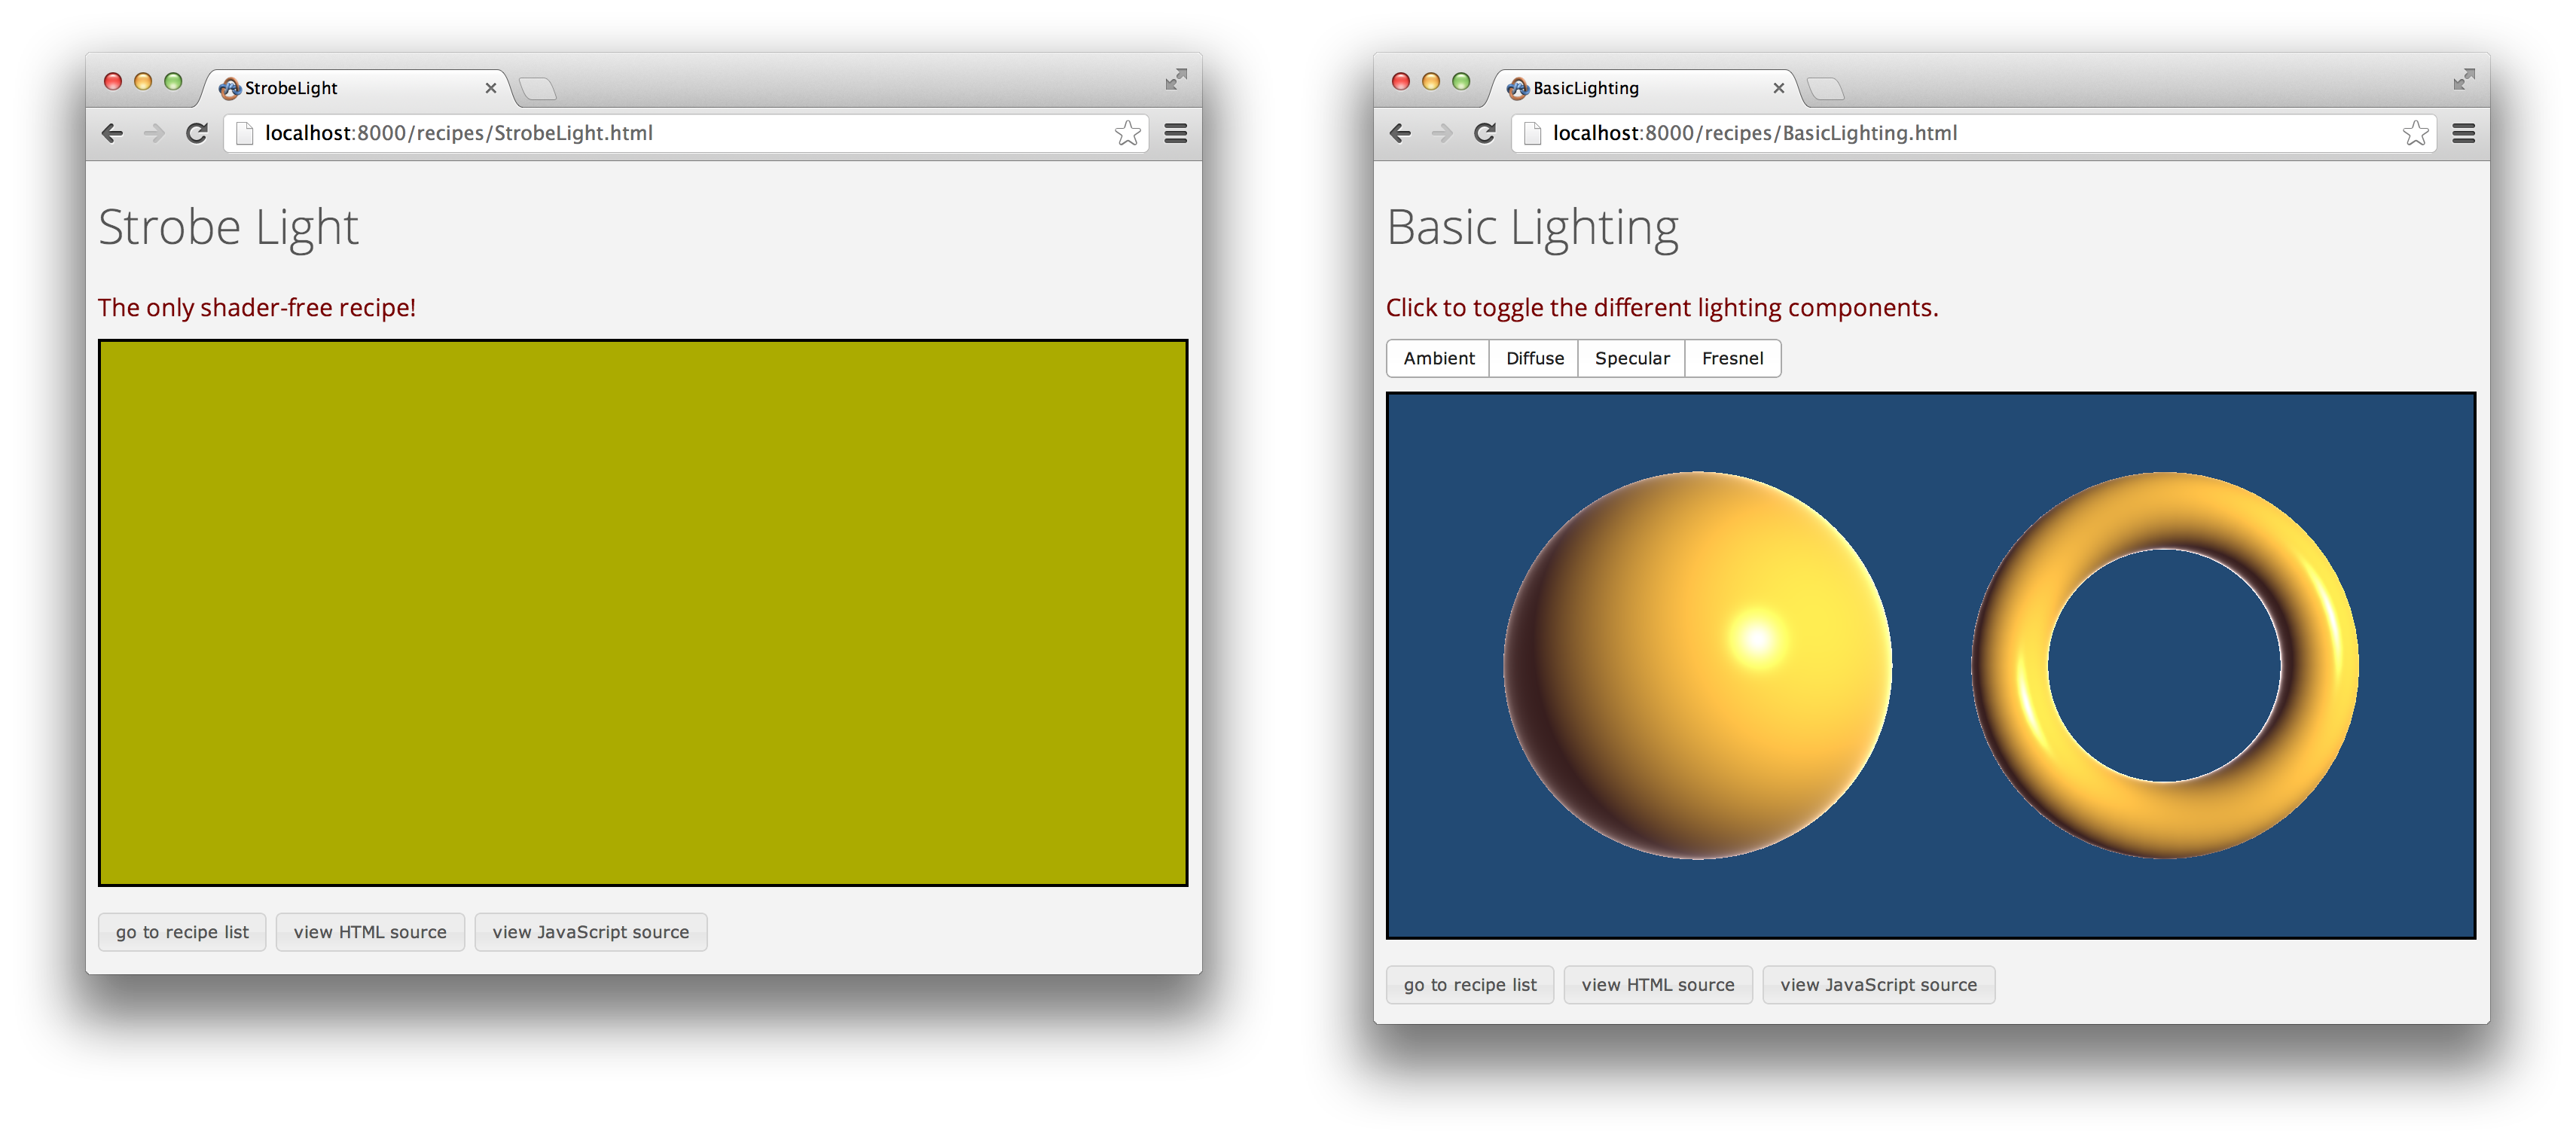 StrobeLight
localhost:8000/recipes/StrobeLight.html
Strobe Light
The only shader-free recipe!
go to recipe list
view HTML source
view JavaScript source
BasicLighting
localhost:8000/recipes/BasicLighting.html
Basic Lighting
Click to toggle the different lighting components.
Ambient
Diffuse
Specular
Fresnel
go to recipe list
view HTML source
view JavaScript source